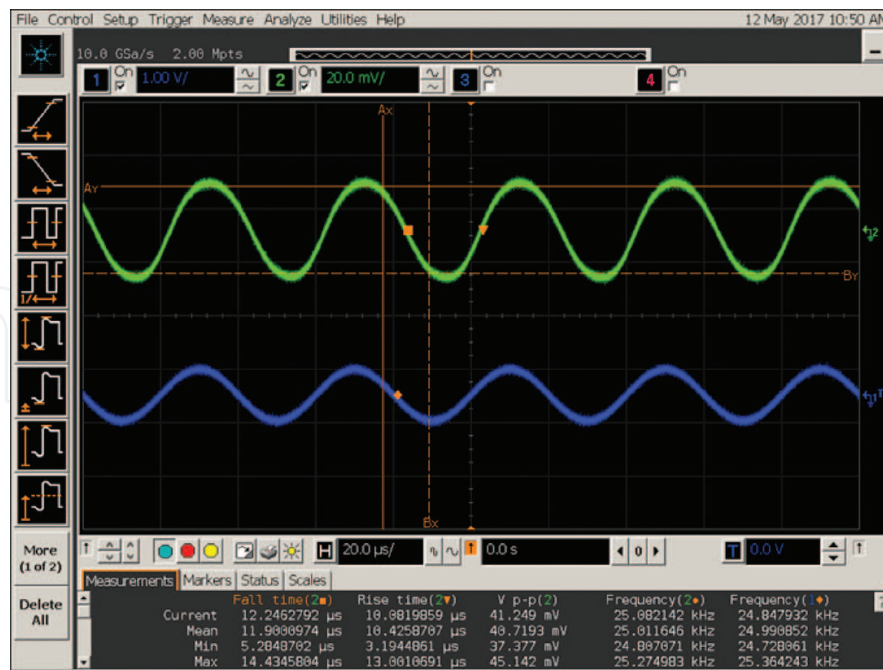 File Control Setup Trigger Measure Analyze Utilities Help 12 May 2017 10:50 AM
10.0 GSa/s 2.00 Mpts
1 On 1.00 V/ 2 On 20.0 mV/ 3 On 4 On
Ax
Ay
2
By
1 T
Bx
1/
More
(1 of 2)
Delete
All
H 20.0 µs/ 0.0 s 0 T 0.0 V
Measurements Markers Status Scales
Fall time(2■) Rise time(2▼) V p-p(2) Frequency(2●) Frequency(1◆)
Current 12.2462792 µs 10.0819859 µs 41.249 mV 25.082142 kHz 24.847932 kHz
Mean 11.9000974 µs 10.4258707 µs 40.7193 mV 25.011646 kHz 24.990852 kHz
Min 5.2848702 µs 3.1944861 µs 37.377 mV 24.807071 kHz 24.728061 kHz
Max 14.4345804 µs 13.0010691 µs 45.142 mV 25.274983 kHz 25.364263 kHz